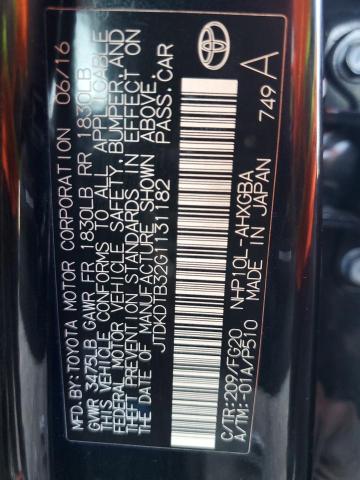 MFD. BY: TOYOTA MOTOR CORPORATION 06/16
GVWR 3475LB GAWR FR 1830LB RR 1830LB
THIS VEHICLE CONFORMS TO ALL APPLICABLE
FEDERAL MOTOR VEHICLE SAFETY, BUMPER, AND
THEFT PREVENTION STANDARDS IN EFFECT ON
THE DATE OF MANUFACTURE SHOWN ABOVE.
JTDKDTB32G1131182 PASS. CAR
C/TR: 209/FG20 NHP10L-AHXGBA
A/TM: -01A/P510 MADE IN JAPAN 749 A
TOYOTA